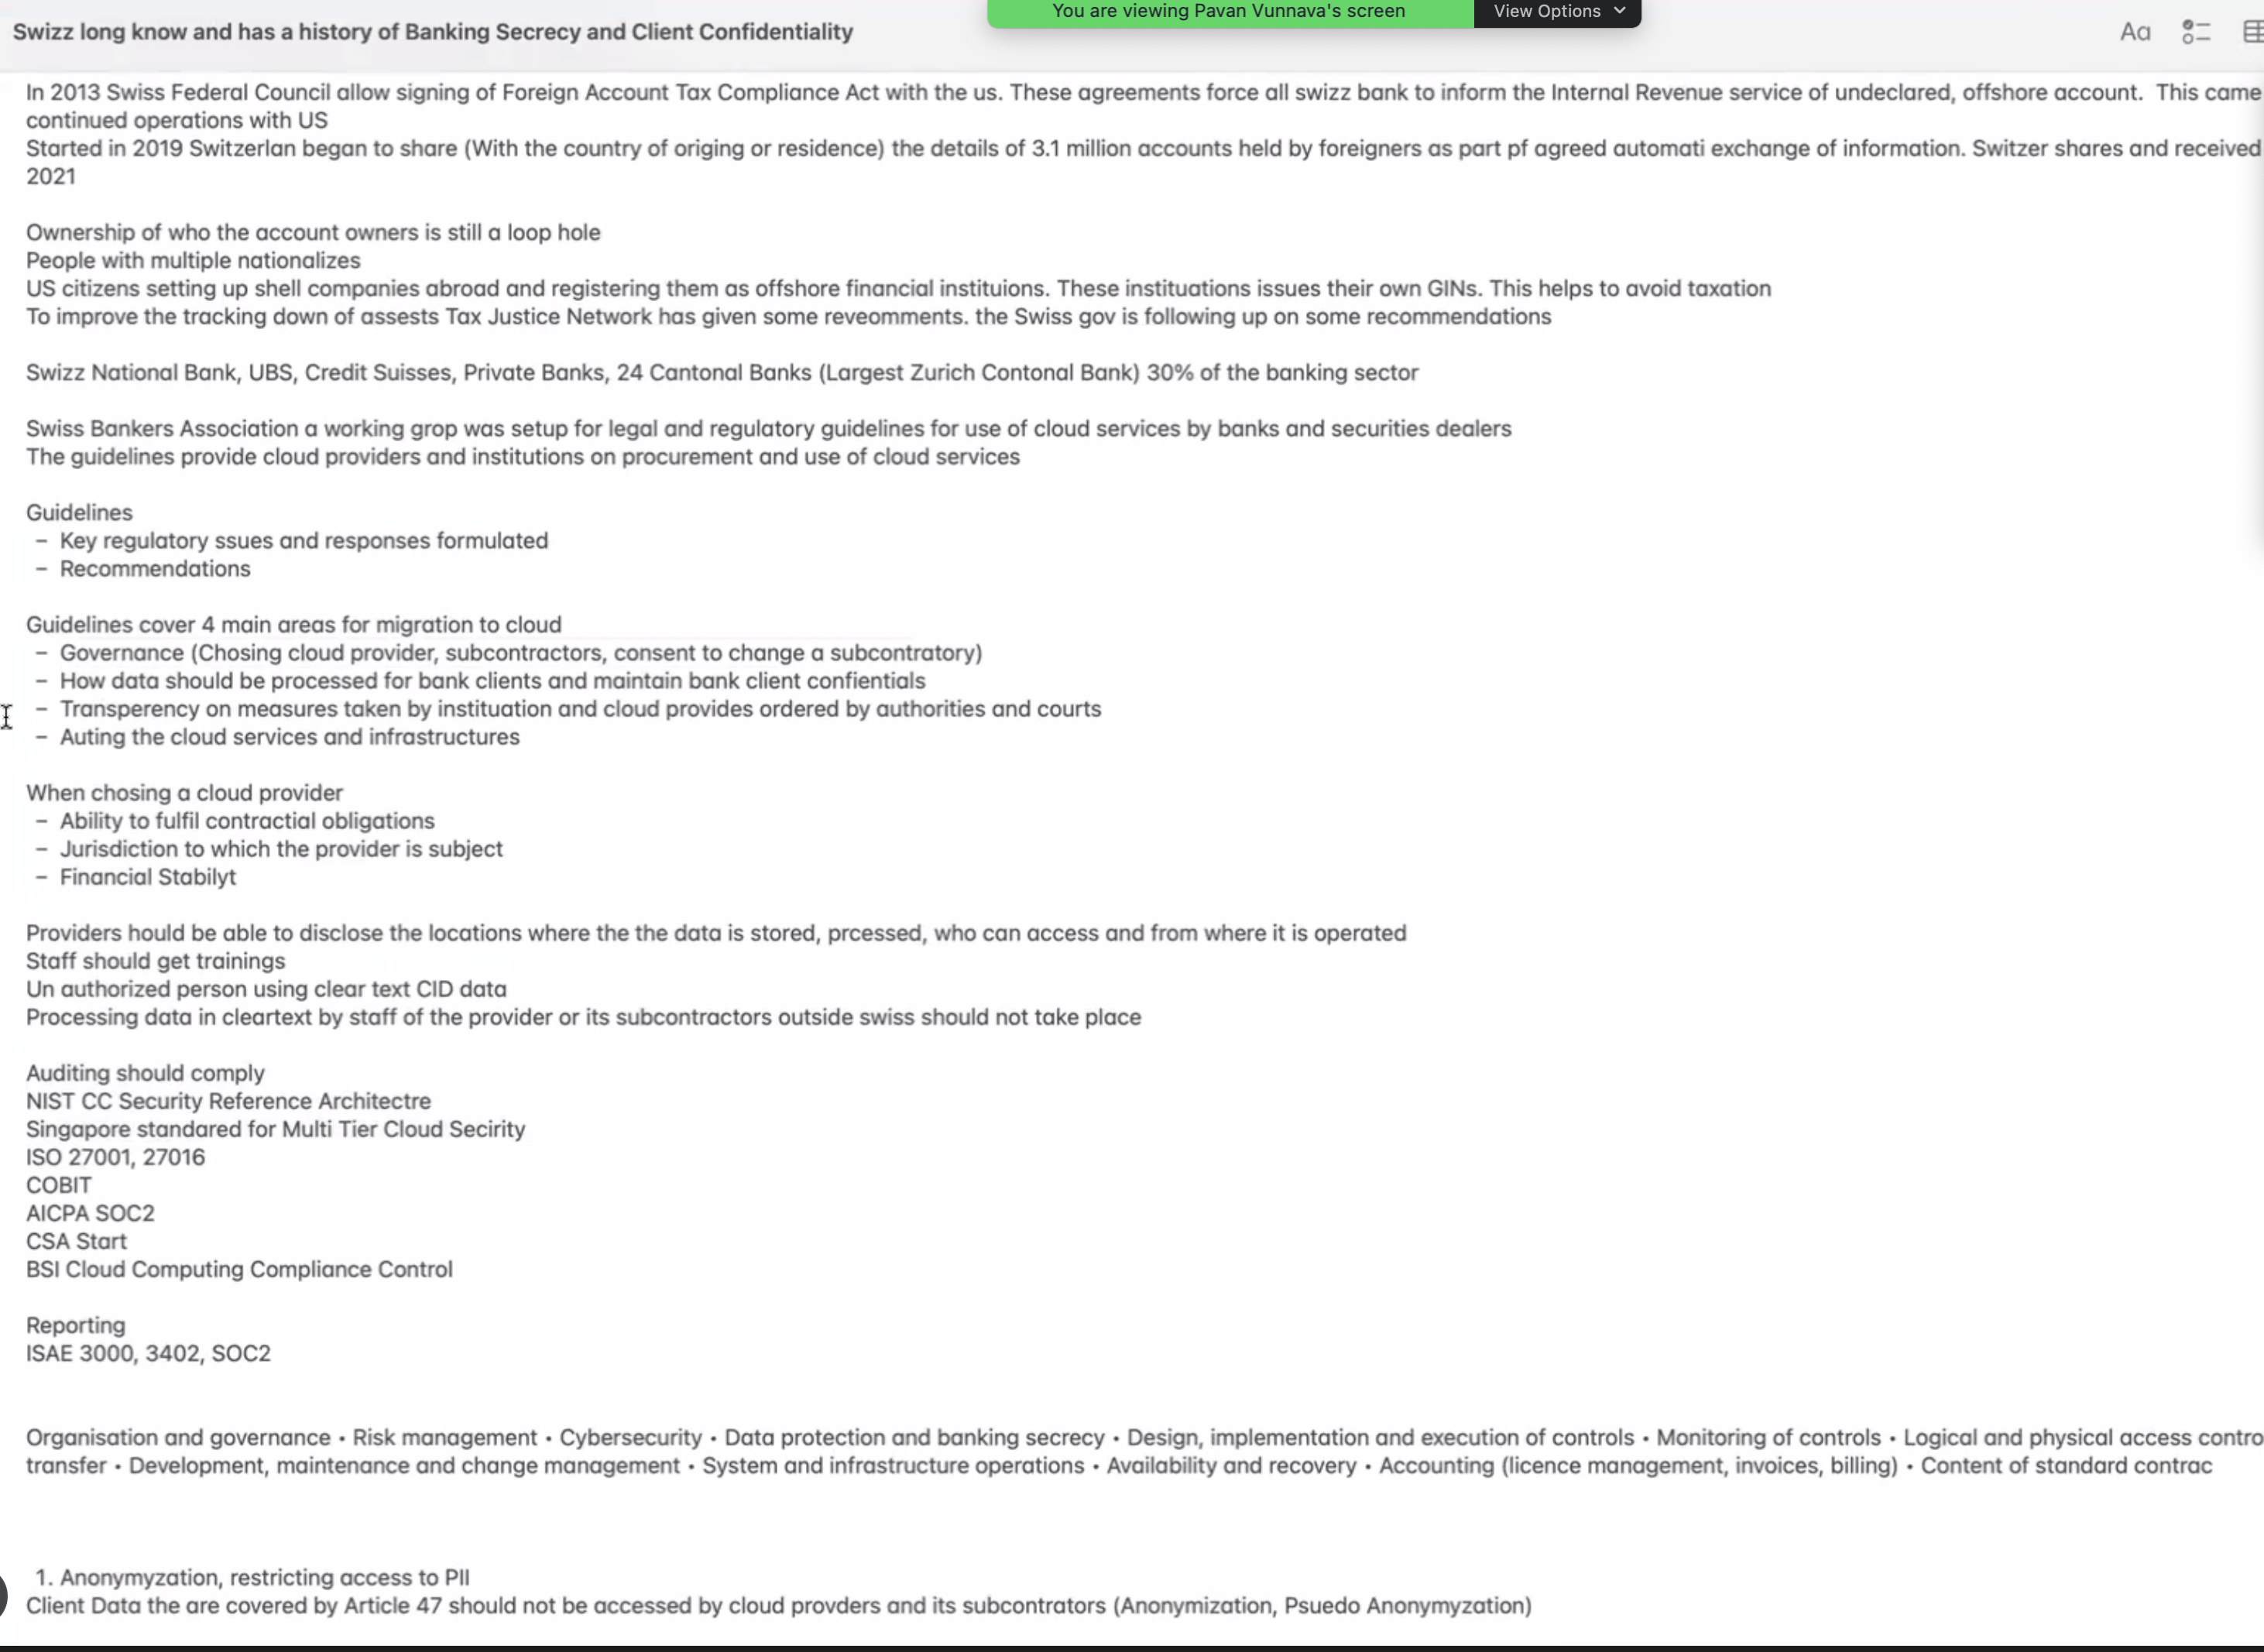 You are viewing Pavan Vunnava's screen
View Options
Swizz long know and has a history of Banking Secrecy and Client Confidentiality
Aa
In 2013 Swiss Federal Council allow signing of Foreign Account Tax Compliance Act with the us. These agreements force all swizz bank to inform the Internal Revenue service of undeclared, offshore account. This came
continued operations with US
Started in 2019 Switzerlan began to share (With the country of origing or residence) the details of 3.1 million accounts held by foreigners as part pf agreed automati exchange of information. Switzer shares and received
2021
Ownership of who the account owners is still a loop hole
People with multiple nationalizes
US citizens setting up shell companies abroad and registering them as offshore financial instituions. These instituations issues their own GINs. This helps to avoid taxation
To improve the tracking down of assests Tax Justice Network has given some reveomments. the Swiss gov is following up on some recommendations
Swizz National Bank, UBS, Credit Suisses, Private Banks, 24 Cantonal Banks (Largest Zurich Contonal Bank) 30% of the banking sector
Swiss Bankers Association a working grop was setup for legal and regulatory guidelines for use of cloud services by banks and securities dealers
The guidelines provide cloud providers and institutions on procurement and use of cloud services
Guidelines
– Key regulatory ssues and responses formulated
– Recommendations
Guidelines cover 4 main areas for migration to cloud
– Governance (Chosing cloud provider, subcontractors, consent to change a subcontratory)
– How data should be processed for bank clients and maintain bank client confientials
– Transperency on measures taken by instituation and cloud provides ordered by authorities and courts
– Auting the cloud services and infrastructures
When chosing a cloud provider
– Ability to fulfil contractial obligations
– Jurisdiction to which the provider is subject
– Financial Stabilyt
Providers hould be able to disclose the locations where the the data is stored, prcessed, who can access and from where it is operated
Staff should get trainings
Un authorized person using clear text CID data
Processing data in cleartext by staff of the provider or its subcontractors outside swiss should not take place
Auditing should comply
NIST CC Security Reference Architectre
Singapore standared for Multi Tier Cloud Secirity
ISO 27001, 27016
COBIT
AICPA SOC2
CSA Start
BSI Cloud Computing Compliance Control
Reporting
ISAE 3000, 3402, SOC2
Organisation and governance • Risk management • Cybersecurity • Data protection and banking secrecy • Design, implementation and execution of controls • Monitoring of controls • Logical and physical access contro
transfer • Development, maintenance and change management • System and infrastructure operations • Availability and recovery • Accounting (licence management, invoices, billing) • Content of standard contrac
1. Anonymyzation, restricting access to PII
Client Data the are covered by Article 47 should not be accessed by cloud provders and its subcontrators (Anonymization, Psuedo Anonymyzation)